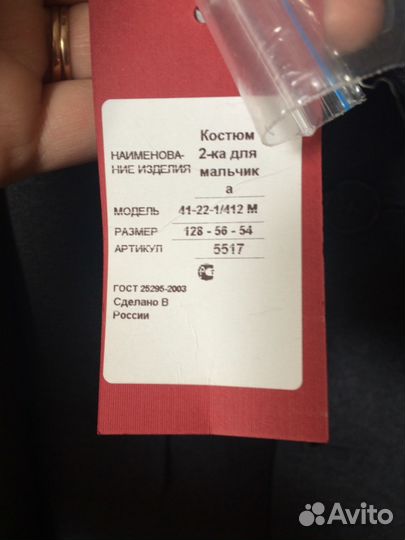 Костюм
НАИМЕНОВА- 2-ка для
НИЕ ИЗДЕЛИЯ мальчик
а
МОДЕЛЬ 41-22-1/412 М
РАЗМЕР 128 - 56 - 54
АРТИКУЛ 5517
ГОСТ 25295-2003
Сделано В
России
Avito